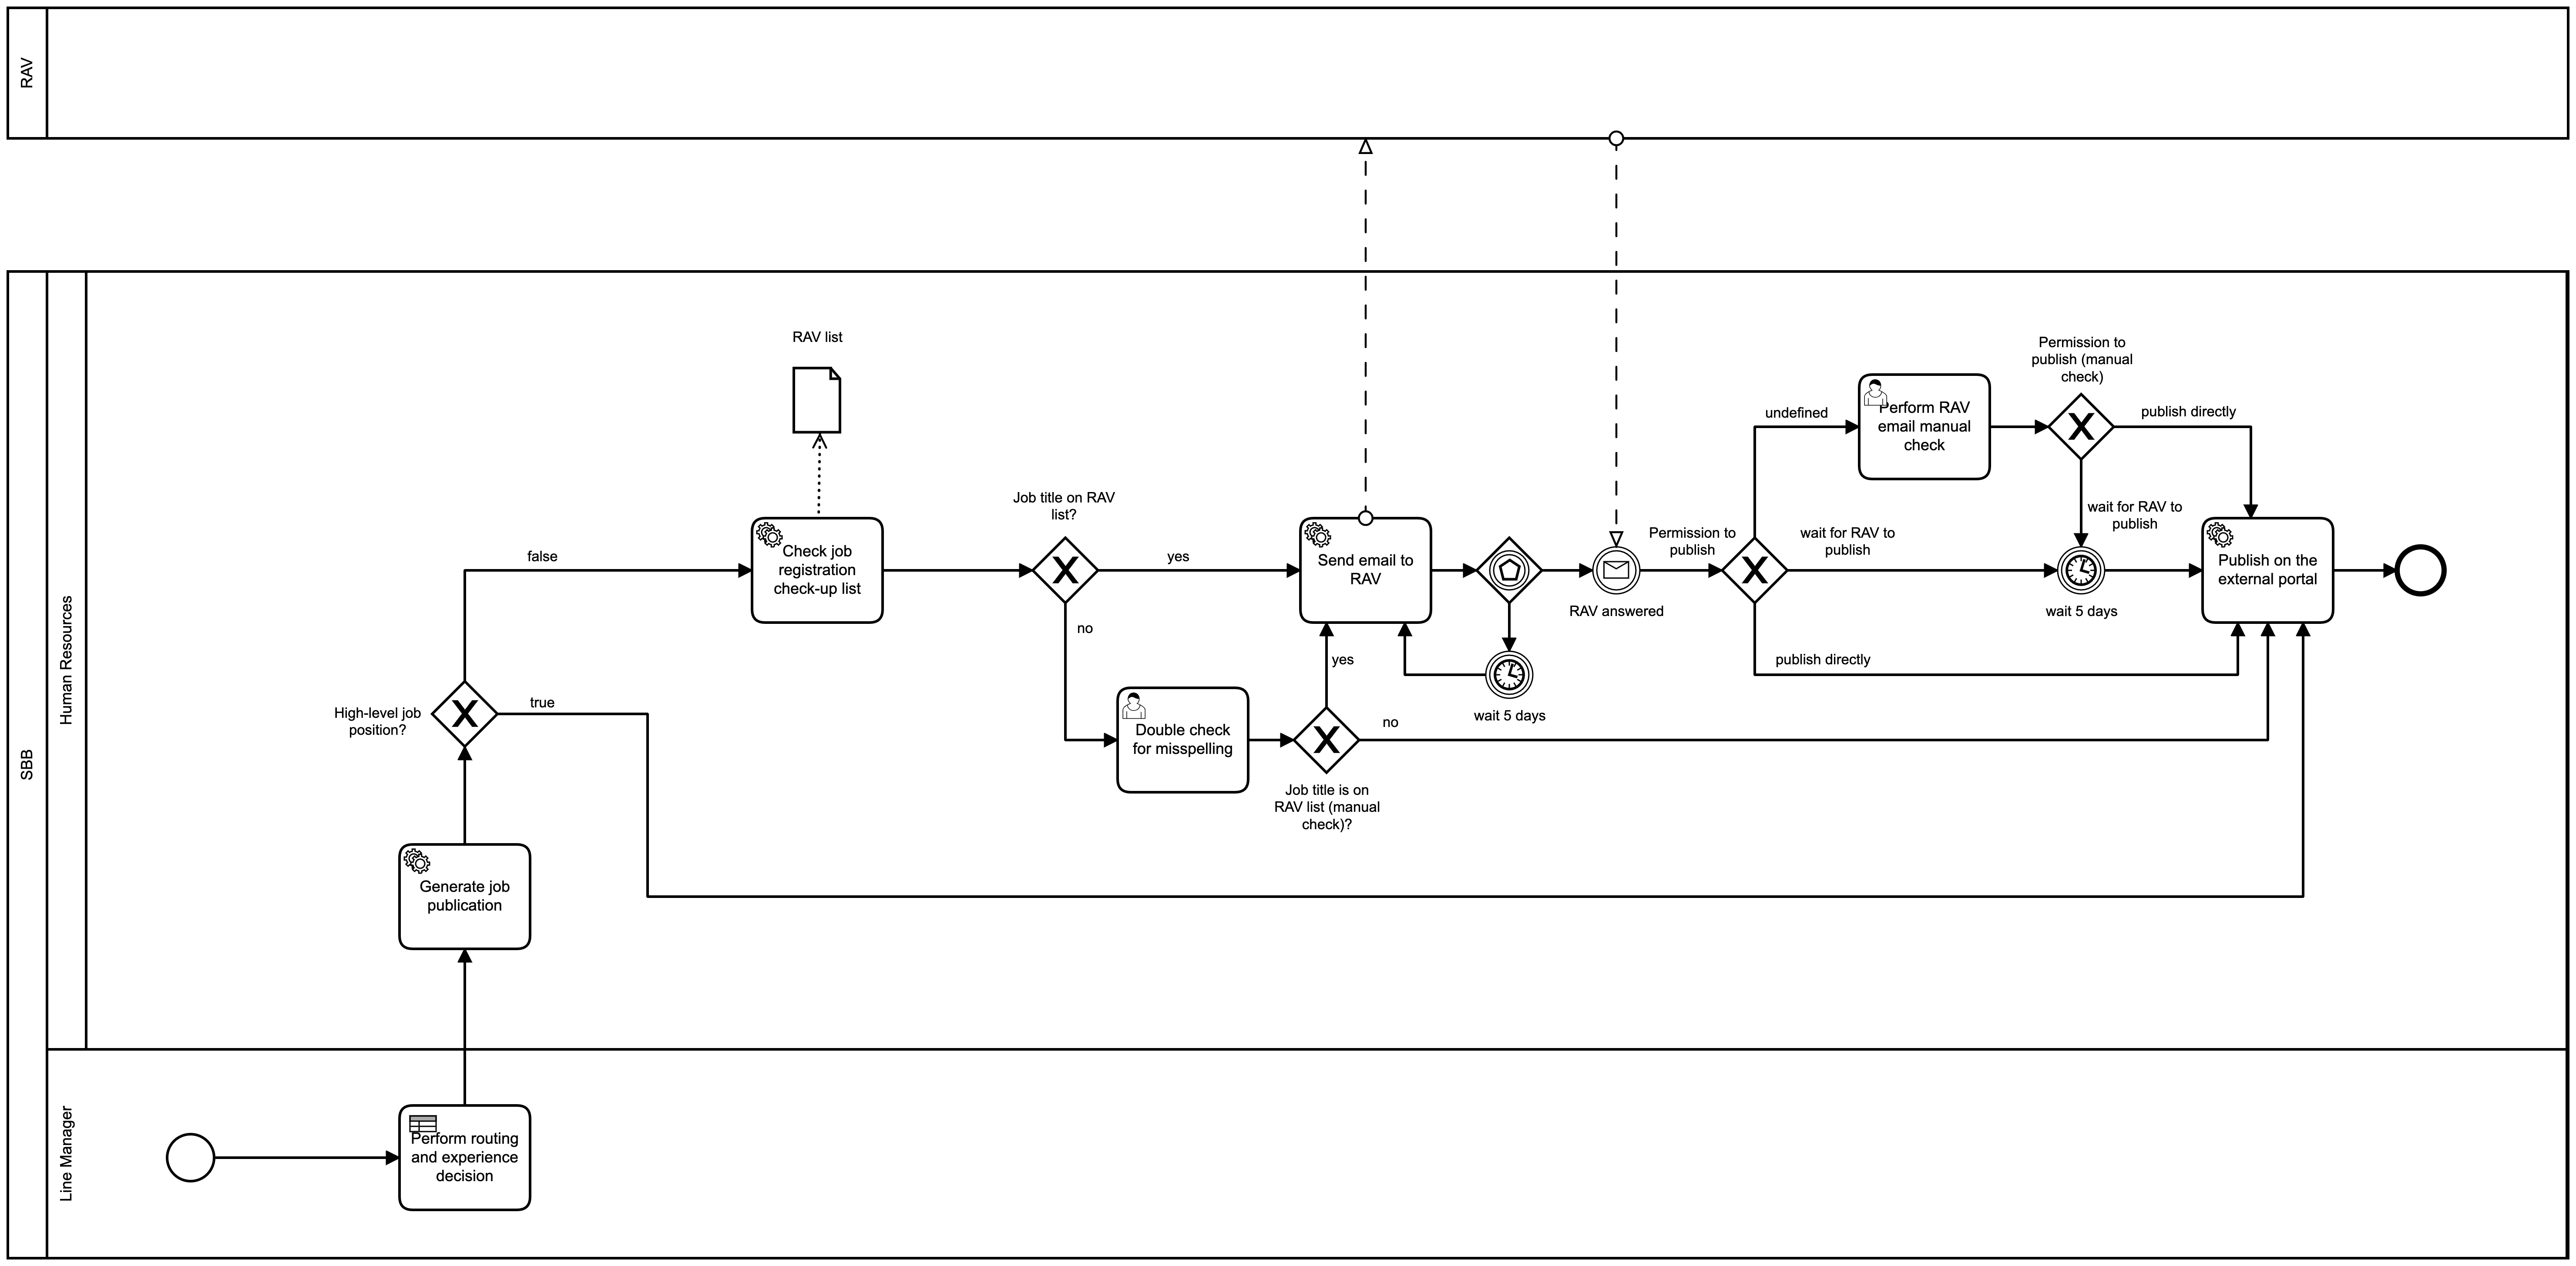 RAV
SBB
Human Resources
Line Manager
RAV list
Check job
registration
check-up list
false
true
High-level job
position?
Generate job
publication
Perform routing
and experience
decision
Job title on RAV
list?
yes
no
Double check
for misspelling
yes
no
Job title is on
RAV list (manual
check)?
Send email to
RAV
wait 5 days
RAV answered
Permission to
publish
undefined
wait for RAV to
publish
publish directly
Perform RAV
email manual
check
Permission to
publish (manual
check)
publish directly
wait for RAV to
publish
wait 5 days
Publish on the
external portal